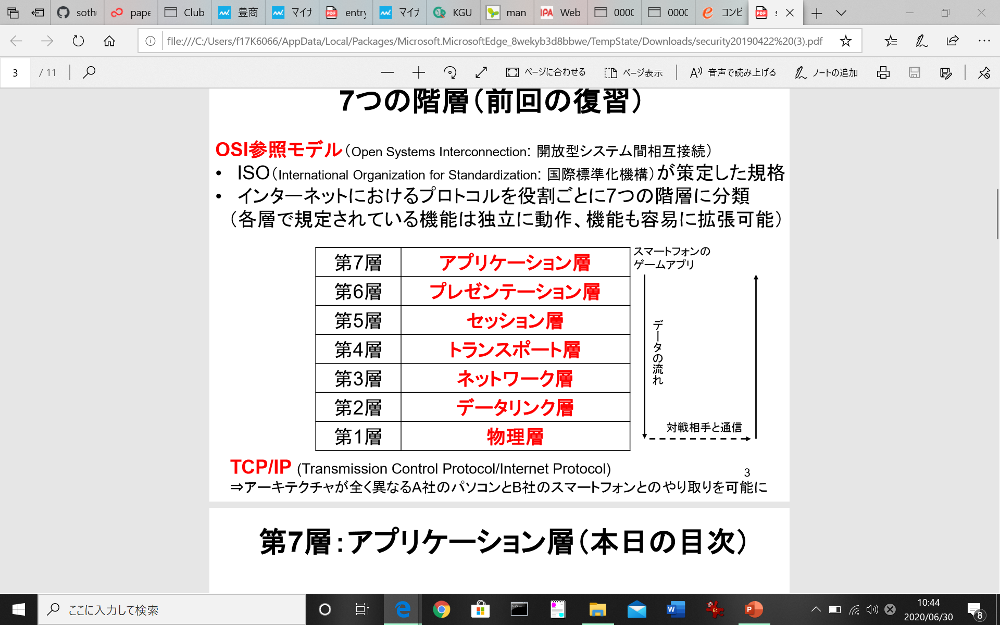 soth
pape
Club
豊商
マイナ
entry
マイナ
KGU
man
IPA Web
000C
000C
コンビ
file:///C:/Users/f17K6066/AppData/Local/Packages/Microsoft.MicrosoftEdge_8wekyb3d8bbwe/TempState/Downloads/security20190422%20(3).pdf
3 / 11
ページに合わせる
ページ表示
音声で読み上げる
ノートの追加
7つの階層(前回の復習)
OSI参照モデル(Open Systems Interconnection: 開放型システム間相互接続)
• ISO(International Organization for Standardization: 国際標準化機構)が策定した規格
• インターネットにおけるプロトコルを役割ごとに7つの階層に分類
(各層で規定されている機能は独立に動作、機能も容易に拡張可能)
第7層 アプリケーション層
第6層 プレゼンテーション層
第5層 セッション層
第4層 トランスポート層
第3層 ネットワーク層
第2層 データリンク層
第1層 物理層
スマートフォンの
ゲームアプリ
データの流れ
対戦相手と通信
TCP/IP (Transmission Control Protocol/Internet Protocol)
3
⇒アーキテクチャが全く異なるA社のパソコンとB社のスマートフォンとのやり取りを可能に
第7層:アプリケーション層(本日の目次)
ここに入力して検索
10:44
2020/06/30
8